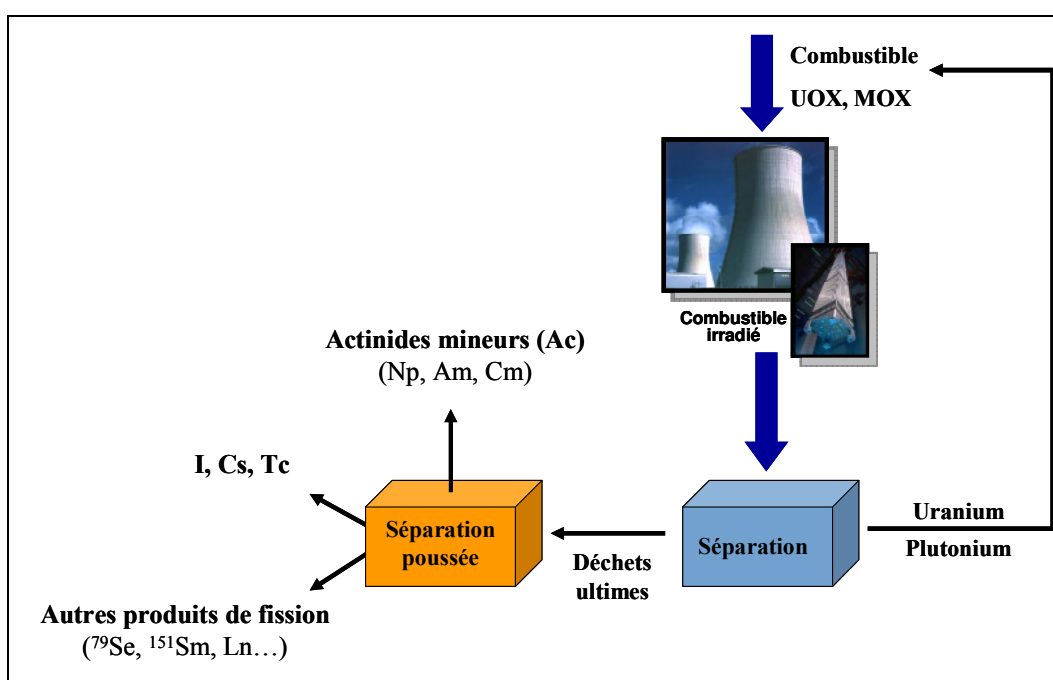 Combustible
UOX, MOX
Combustible
irradié
Actinides mineurs (Ac)
(Np, Am, Cm)
I, Cs, Tc
Séparation
poussée
Déchets
ultimes
Séparation
Uranium
Plutonium
Autres produits de fission
(⁷⁹Se, ¹⁵¹Sm, Ln…)